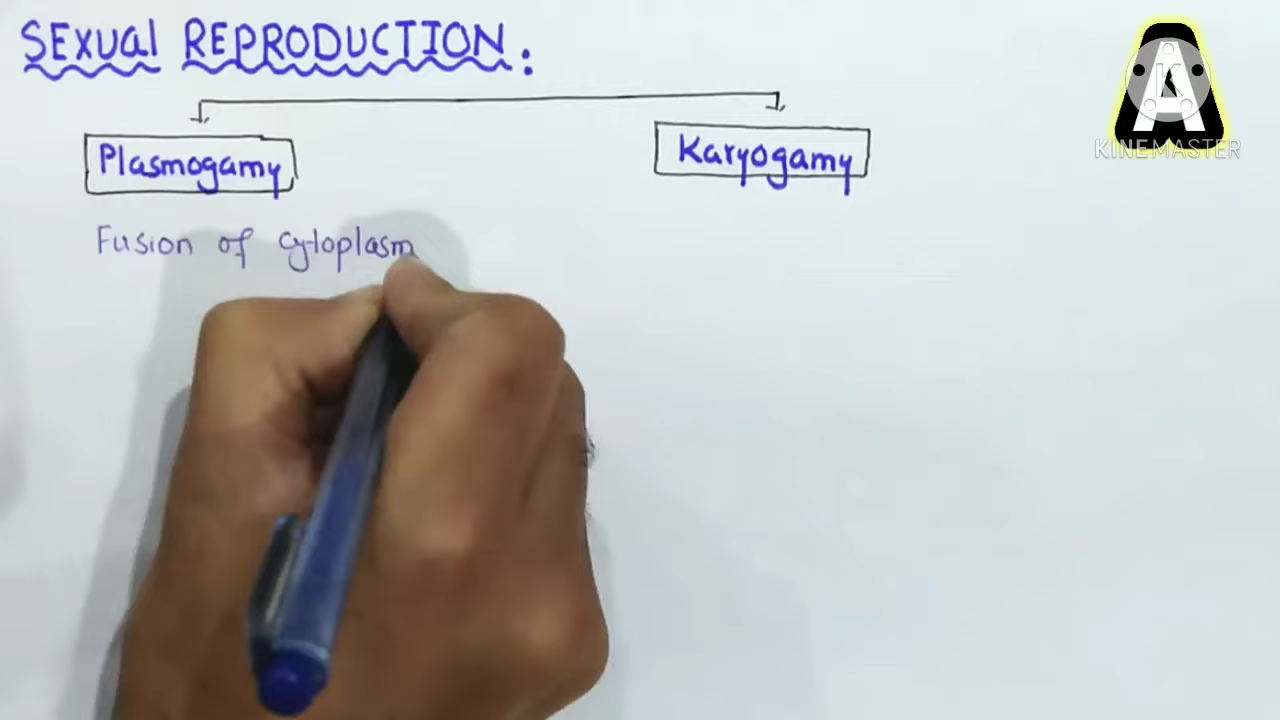 SEXUAL REPRODUCTION:
Plasmogamy
Karyogamy
Fusion of cytoplasm
KINEMASTER